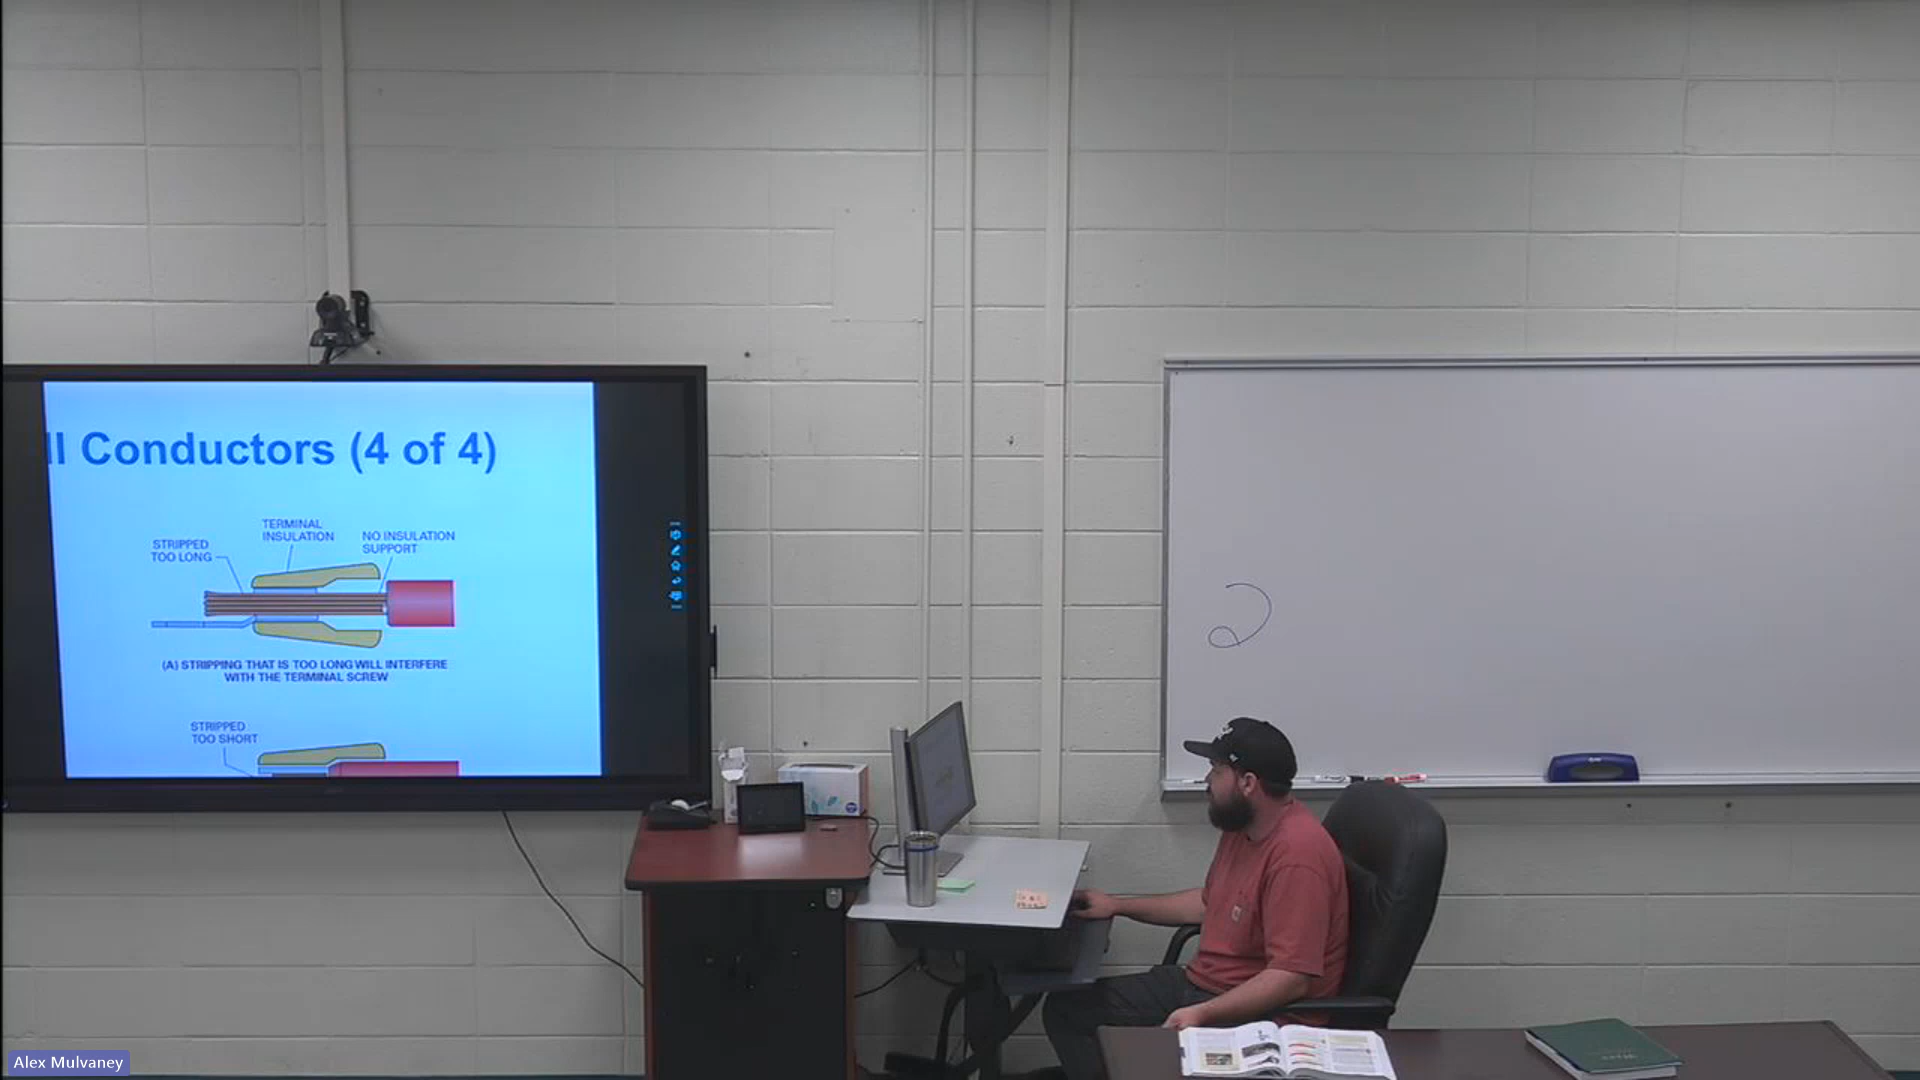 ll Conductors (4 of 4)
TERMINAL
INSULATION
NO INSULATION
SUPPORT
STRIPPED
TOO LONG
(A) STRIPPING THAT IS TOO LONG WILL INTERFERE
WITH THE TERMINAL SCREW
STRIPPED
TOO SHORT
Alex Mulvaney